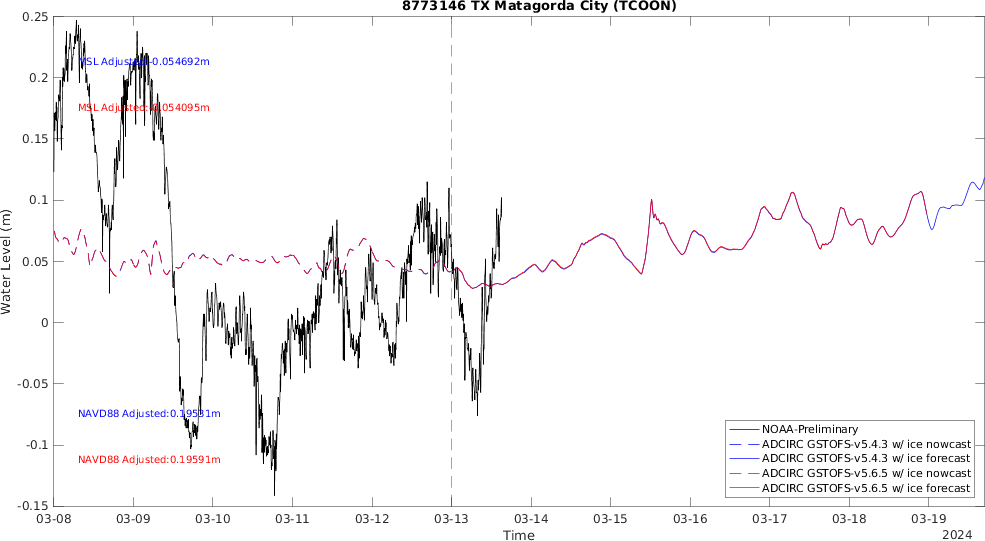 8773146 TX Matagorda City (TCOON)
0.25
0.2
0.15
0.1
0.05
0
-0.05
-0.1
-0.15
Water Level (m)
MSL Adjusted:-0.054692m
MSL Adjusted:-0.054095m
NAVD88 Adjusted:0.19531m
NAVD88 Adjusted:0.19591m
NOAA-Preliminary
ADCIRC GSTOFS-v5.4.3 w/ ice nowcast
ADCIRC GSTOFS-v5.4.3 w/ ice forecast
ADCIRC GSTOFS-v5.6.5 w/ ice nowcast
ADCIRC GSTOFS-v5.6.5 w/ ice forecast
03-08 03-09 03-10 03-11 03-12 03-13 03-14 03-15 03-16 03-17 03-18 03-19
Time
2024